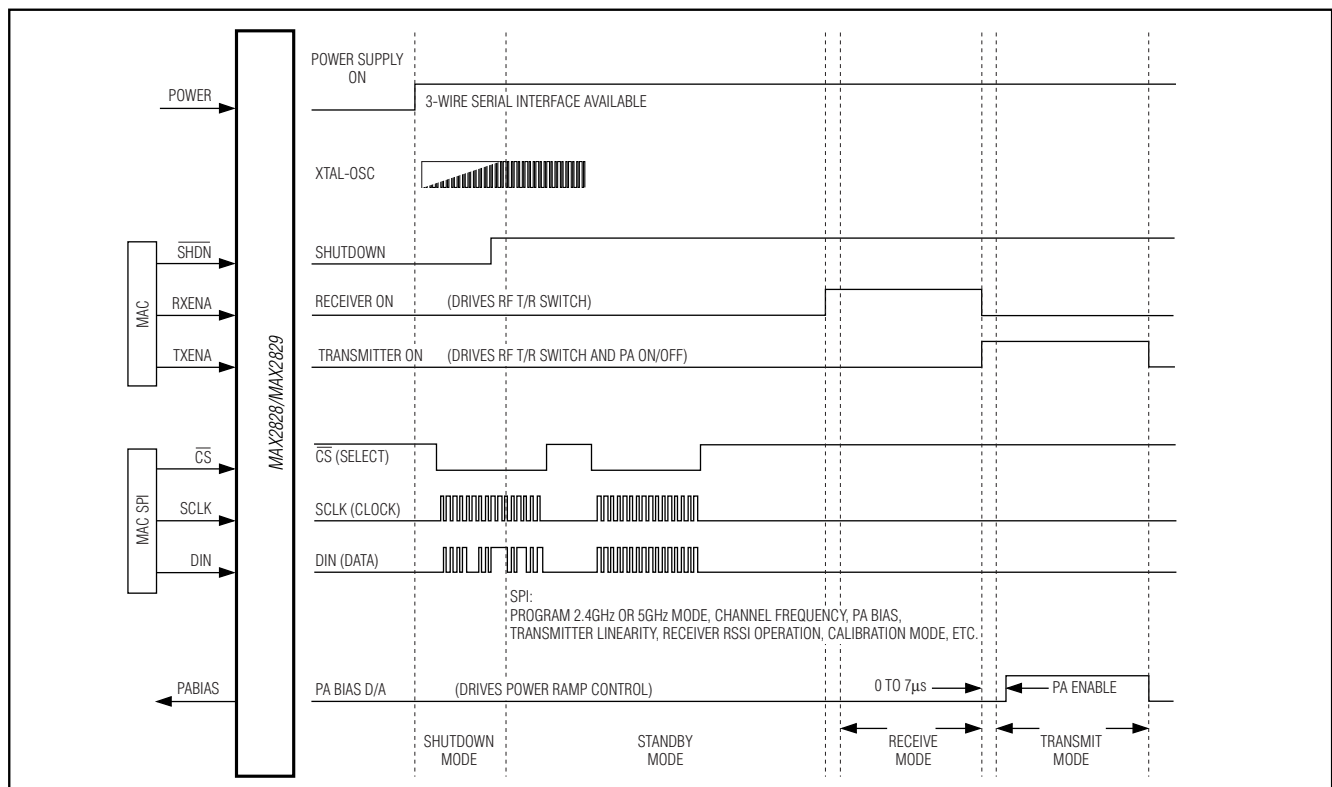 POWER SUPPLY
ON
POWER
3-WIRE SERIAL INTERFACE AVAILABLE
XTAL-OSC
MAC
SHDN
SHUTDOWN
RXENA
RECEIVER ON
(DRIVES RF T/R SWITCH)
TXENA
TRANSMITTER ON
(DRIVES RF T/R SWITCH AND PA ON/OFF)
MAX2828/MAX2829
MAC SPI
CS
CS (SELECT)
SCLK
SCLK (CLOCK)
DIN
DIN (DATA)
SPI:
PROGRAM 2.4GHz OR 5GHz MODE, CHANNEL FREQUENCY, PA BIAS,
TRANSMITTER LINEARITY, RECEIVER RSSI OPERATION, CALIBRATION MODE, ETC.
PABIAS
PA BIAS D/A
(DRIVES POWER RAMP CONTROL)
0 TO 7μs
PA ENABLE
SHUTDOWN
MODE
STANDBY
MODE
RECEIVE
MODE
TRANSMIT
MODE